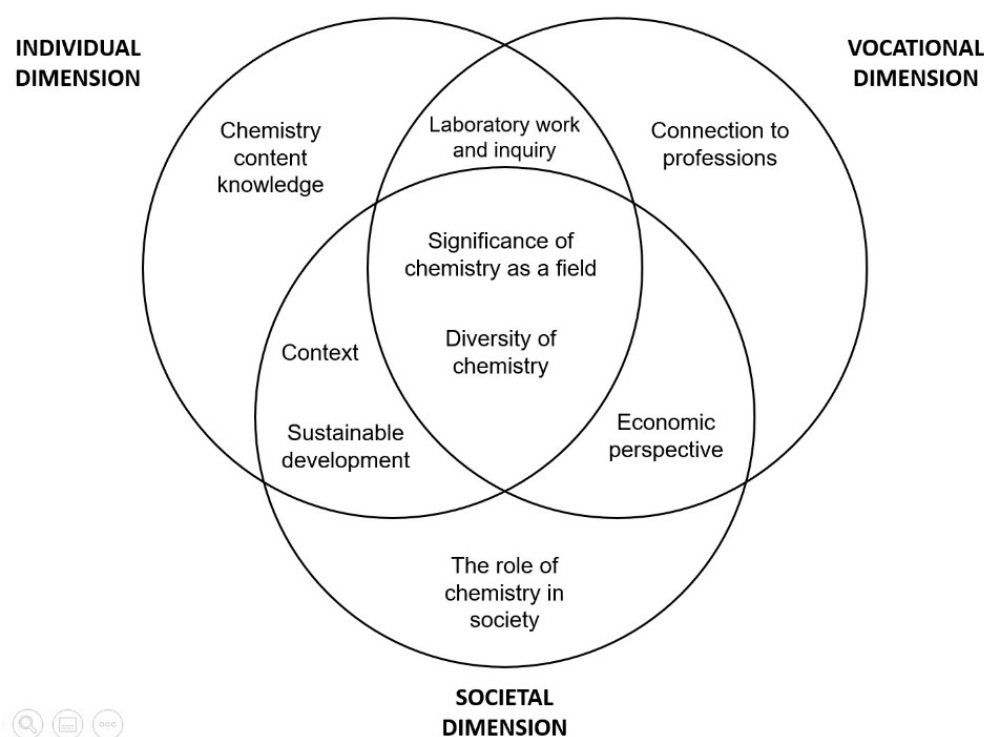 INDIVIDUAL
DIMENSION
VOCATIONAL
DIMENSION
Chemistry
content
knowledge
Laboratory work
and inquiry
Connection to
professions
Significance of
chemistry as a field
Diversity of
chemistry
Context
Sustainable
development
Economic
perspective
The role of
chemistry in
society
SOCIETAL
DIMENSION